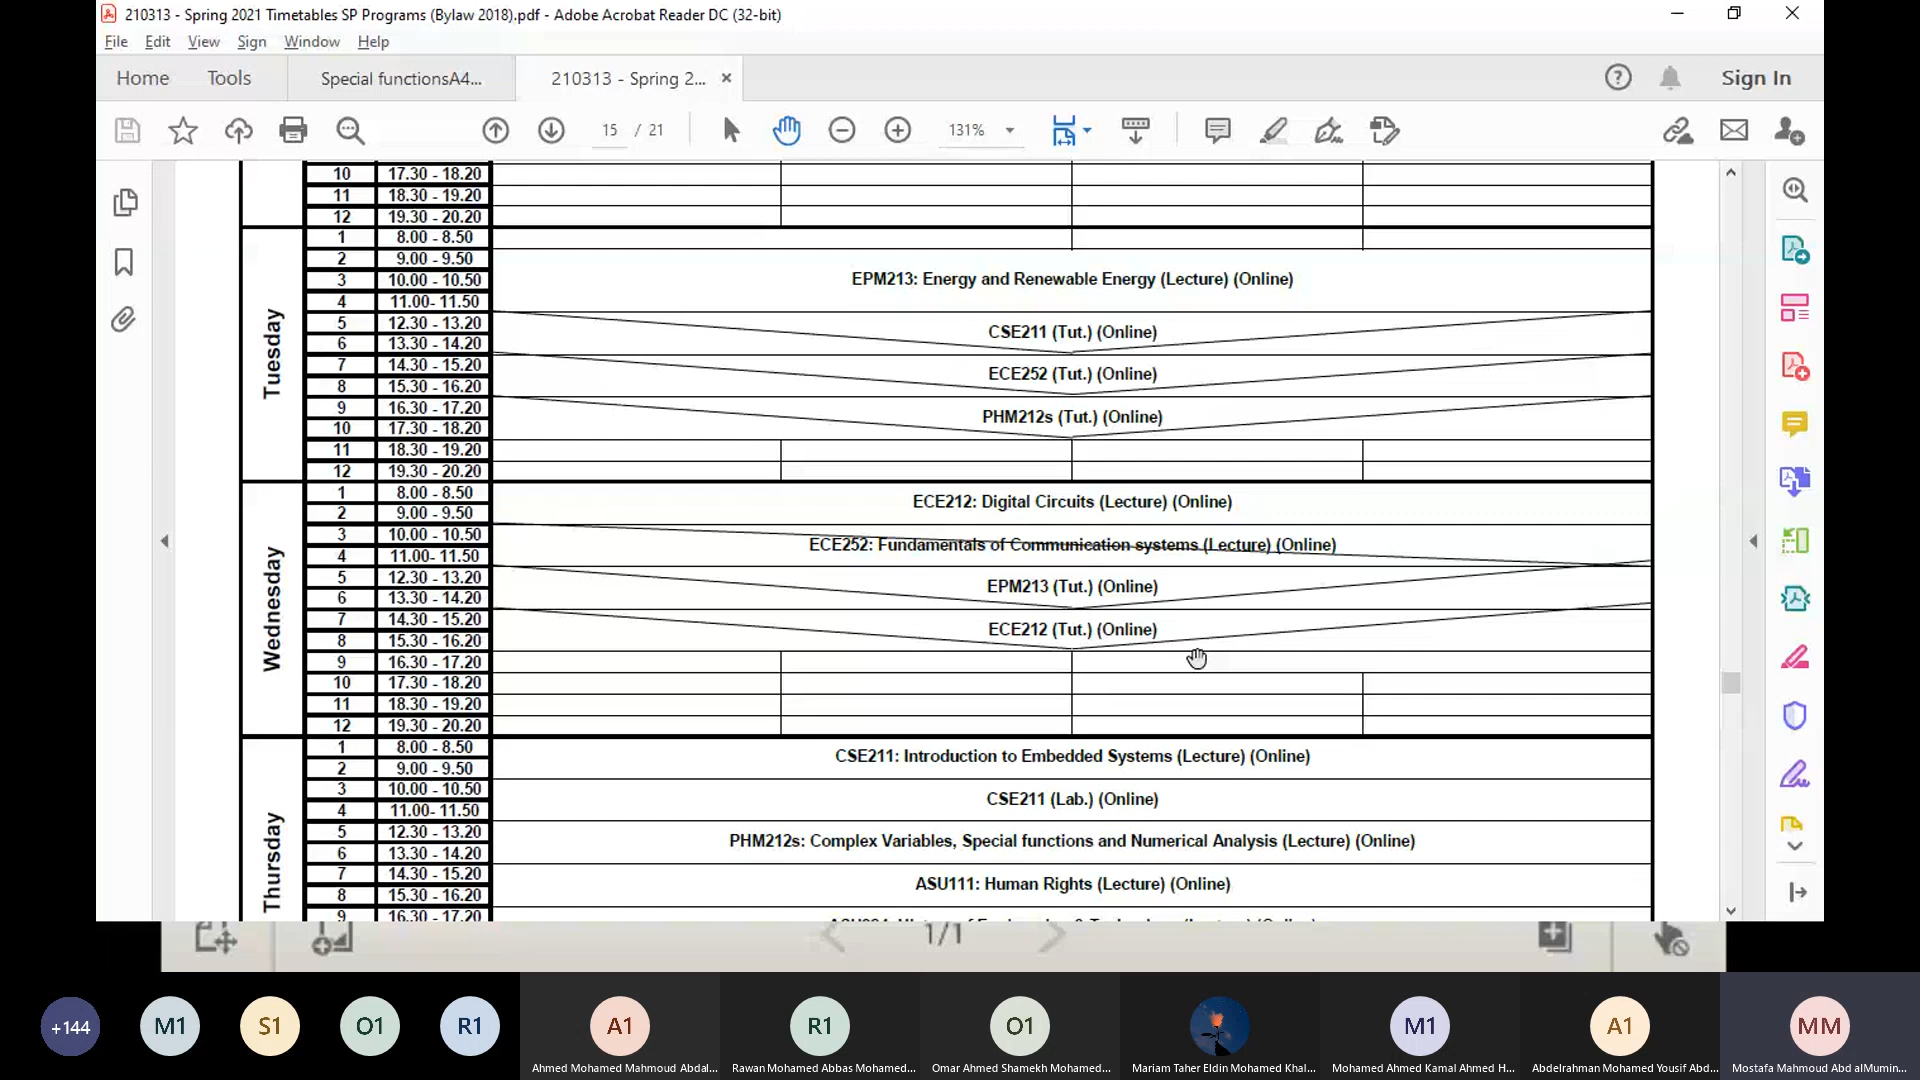 210313 - Spring 2021 Timetables SP Programs (Bylaw 2018).pdf - Adobe Acrobat Reader DC (32-bit)
File Edit View Sign Window Help
Home Tools Special functionsA4... 210313 - Spring 2... × Sign In
15 / 21 131%
10 17.30 - 18.20
11 18.30 - 19.20
12 19.30 - 20.20
Tuesday
1 8.00 - 8.50
2 9.00 - 9.50
3 10.00 - 10.50 EPM213: Energy and Renewable Energy (Lecture) (Online)
4 11.00- 11.50
5 12.30 - 13.20 CSE211 (Tut.) (Online)
6 13.30 - 14.20
7 14.30 - 15.20 ECE252 (Tut.) (Online)
8 15.30 - 16.20
9 16.30 - 17.20 PHM212s (Tut.) (Online)
10 17.30 - 18.20
11 18.30 - 19.20
12 19.30 - 20.20
Wednesday
1 8.00 - 8.50 ECE212: Digital Circuits (Lecture) (Online)
2 9.00 - 9.50
3 10.00 - 10.50 ECE252: Fundamentals of Communication systems (Lecture) (Online)
4 11.00- 11.50
5 12.30 - 13.20 EPM213 (Tut.) (Online)
6 13.30 - 14.20
7 14.30 - 15.20 ECE212 (Tut.) (Online)
8 15.30 - 16.20
9 16.30 - 17.20
10 17.30 - 18.20
11 18.30 - 19.20
12 19.30 - 20.20
Thursday
1 8.00 - 8.50 CSE211: Introduction to Embedded Systems (Lecture) (Online)
2 9.00 - 9.50
3 10.00 - 10.50 CSE211 (Lab.) (Online)
4 11.00- 11.50
5 12.30 - 13.20 PHM212s: Complex Variables, Special functions and Numerical Analysis (Lecture) (Online)
6 13.30 - 14.20
7 14.30 - 15.20 ASU111: Human Rights (Lecture) (Online)
8 15.30 - 16.20
9 16.30 - 17.20
1/1
+144 M1 S1 O1 R1 A1 R1 O1 M1 A1 MM
Ahmed Mohamed Mahmoud Abdal... Rawan Mohamed Abbas Mohamed... Omar Ahmed Shamekh Mohamed... Mariam Taher Eldin Mohamed Khal... Mohamed Ahmed Kamal Ahmed H... Abdelrahman Mohamed Yousif Abd... Mostafa Mahmoud Abd alMumin...